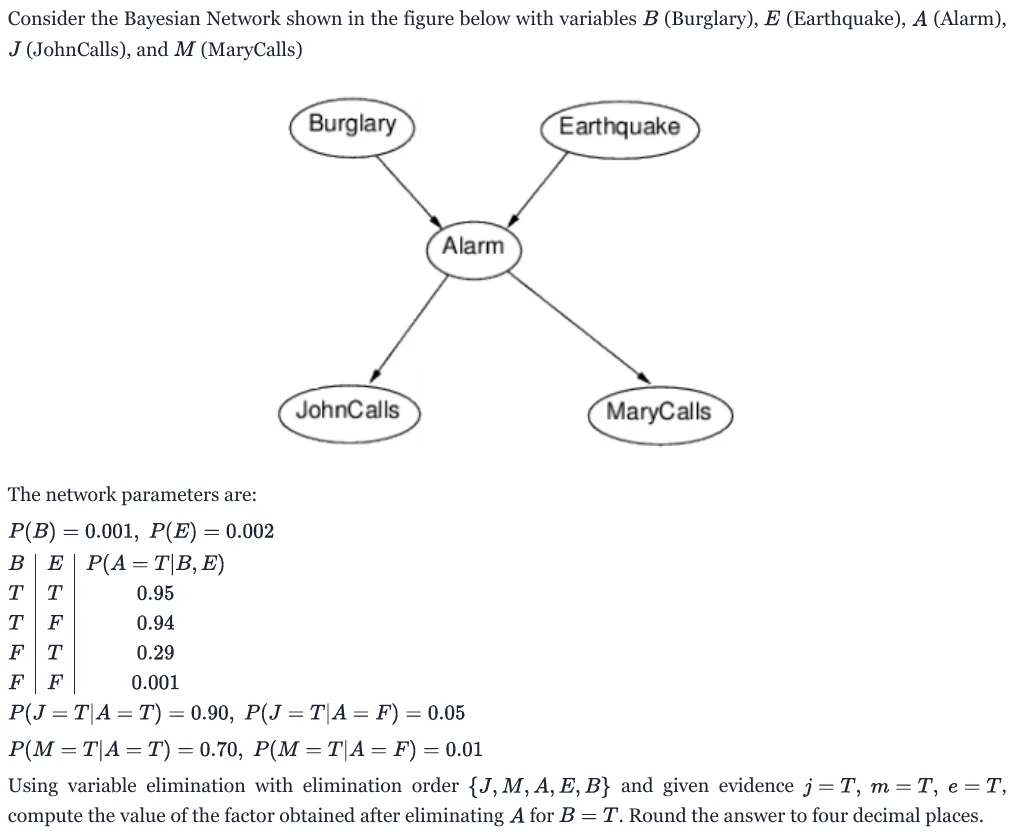 Consider the Bayesian Network shown in the figure below with variables B (Burglary), E (Earthquake), A (Alarm),
J (JohnCalls), and M (MaryCalls)
Burglary
Earthquake
Alarm
JohnCalls
MaryCalls
The network parameters are:
P(B) = 0.001, P(E) = 0.002
B | E | P(A = T|B, E)
T | T | 0.95
T | F | 0.94
F | T | 0.29
F | F | 0.001
P(J = T|A = T) = 0.90, P(J = T|A = F) = 0.05
P(M = T|A = T) = 0.70, P(M = T|A = F) = 0.01
Using variable elimination with elimination order {J, M, A, E, B} and given evidence j = T, m = T, e = T,
compute the value of the factor obtained after eliminating A for B = T. Round the answer to four decimal places.